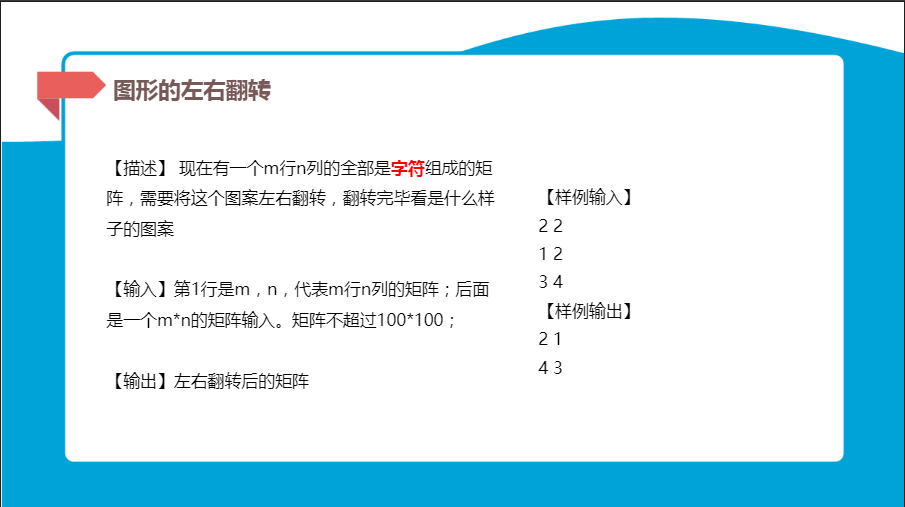 图形的左右翻转
【描述】 现在有一个m行n列的全部是字符组成的矩
阵，需要将这个图案左右翻转，翻转完毕看是什么样
子的图案
【输入】第1行是m，n，代表m行n列的矩阵；后面
是一个m*n的矩阵输入。矩阵不超过100*100；
【输出】左右翻转后的矩阵
【样例输入】
2 2
1 2
3 4
【样例输出】
2 1
4 3